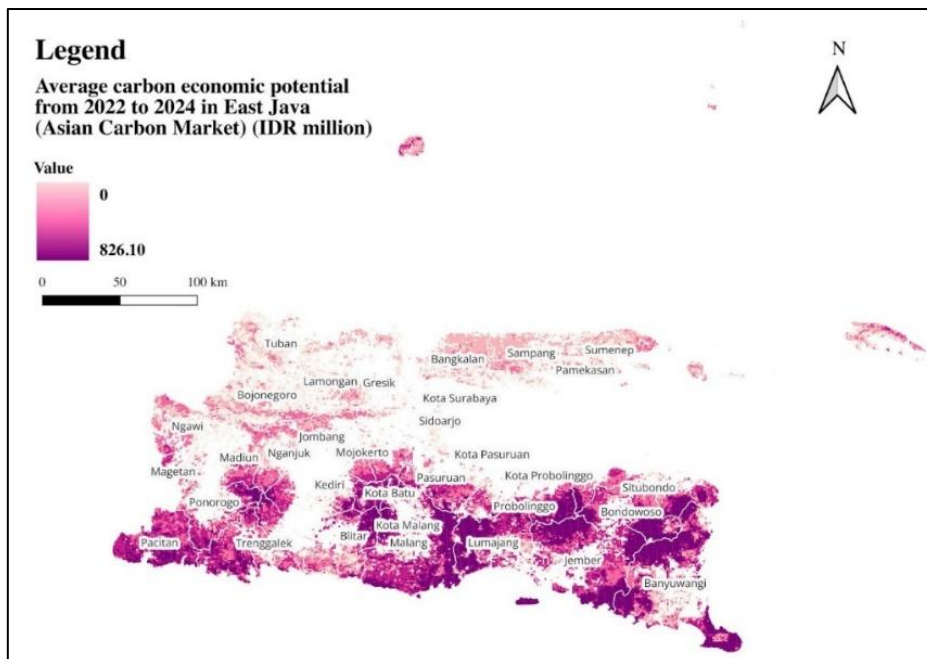 Legend
N
Average carbon economic potential
from 2022 to 2024 in East Java
(Asian Carbon Market) (IDR million)
Value
0
826.10
0 50 100 km
Tuban
Bangkalan
Sampang
Sumenep
Pamekasan
Lamongan
Gresik
Bojonegoro
Kota Surabaya
Ngawi
Sidoarjo
Jombang
Magetan
Madiun
Nganjuk
Mojokerto
Kota Pasuruan
Kediri
Pasuruan
Kota Probolinggo
Situbondo
Ponorogo
Kota Batu
Probolinggo
Bondowoso
Kota Malang
Pacitan
Trenggalek
Blitar
Malang
Lumajang
Jember
Banyuwangi